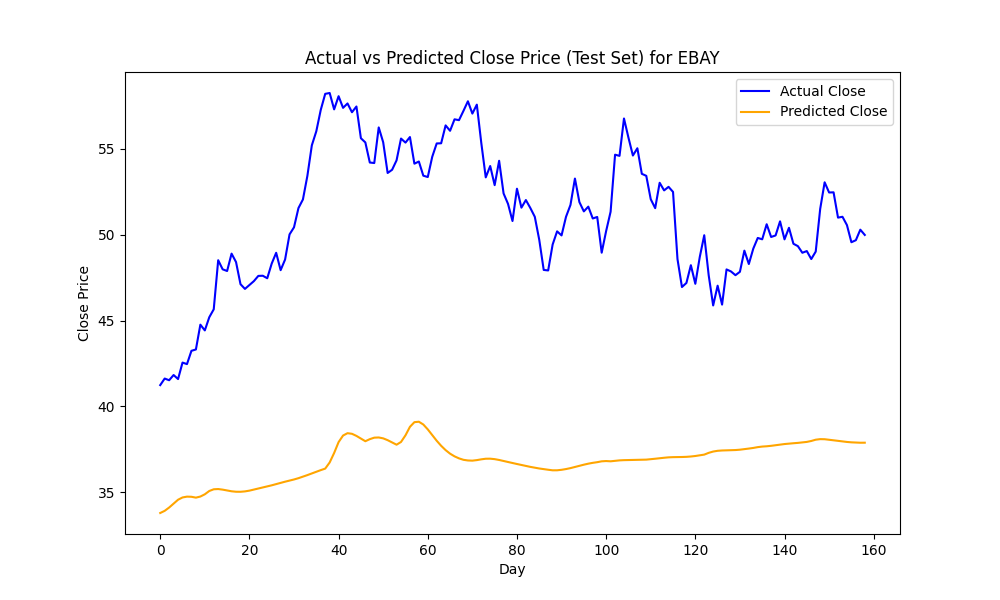 Actual vs Predicted Close Price (Test Set) for EBAY
Actual Close
Predicted Close
Close Price
55
50
45
40
35
0 20 40 60 80 100 120 140 160
Day